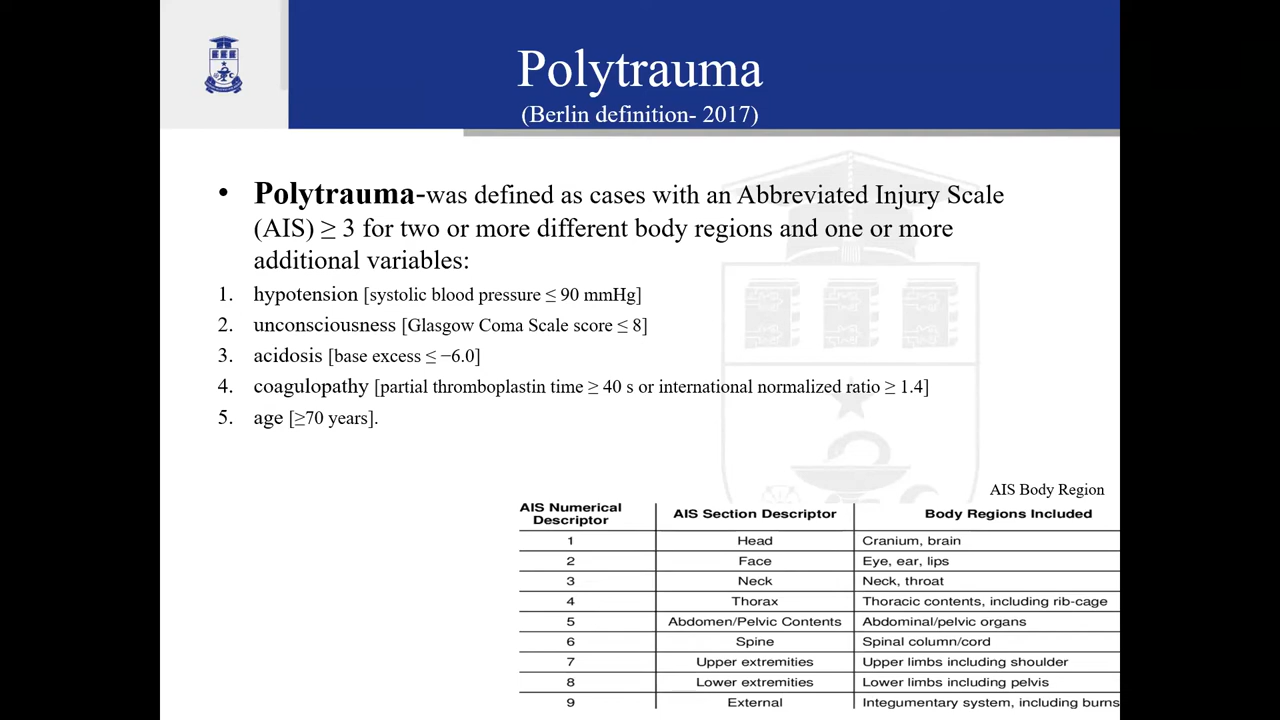 Polytrauma
(Berlin definition- 2017)
• Polytrauma-was defined as cases with an Abbreviated Injury Scale
(AIS) ≥ 3 for two or more different body regions and one or more
additional variables:
1. hypotension [systolic blood pressure ≤ 90 mmHg]
2. unconsciousness [Glasgow Coma Scale score ≤ 8]
3. acidosis [base excess ≤ −6.0]
4. coagulopathy [partial thromboplastin time ≥ 40 s or international normalized ratio ≥ 1.4]
5. age [≥70 years].
AIS Body Region
AIS Numerical Descriptor AIS Section Descriptor Body Regions Included
1 Head Cranium, brain
2 Face Eye, ear, lips
3 Neck Neck, throat
4 Thorax Thoracic contents, including rib-cage
5 Abdomen/Pelvic Contents Abdominal/pelvic organs
6 Spine Spinal column/cord
7 Upper extremities Upper limbs including shoulder
8 Lower extremities Lower limbs including pelvis
9 External Integumentary system, including burns